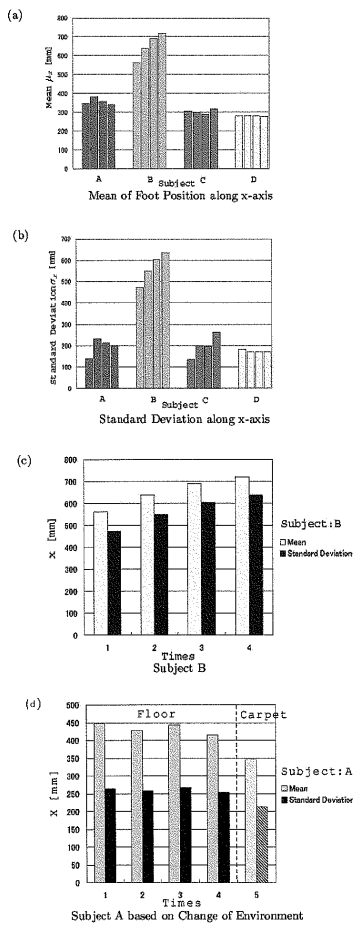 (a)
Mean μx [mm]
800
700
600
500
400
300
200
100
0
A B C D
Subject
Mean of Foot Position along x-axis
(b)
Standard Deviation σx [mm]
700
600
500
400
300
200
100
0
A B C D
Subject
Standard Deviation along x-axis
(c)
X [mm]
800
700
600
500
400
300
200
100
0
Subject:B
Mean
Standard Deviation
1 2 3 4
Times
Subject B
(d)
Floor Carpet
X [mm]
500
450
400
350
300
250
200
150
100
50
0
Subject:A
Mean
Standard Deviation
1 2 3 4 5
Times
Subject A based on Change of Environment